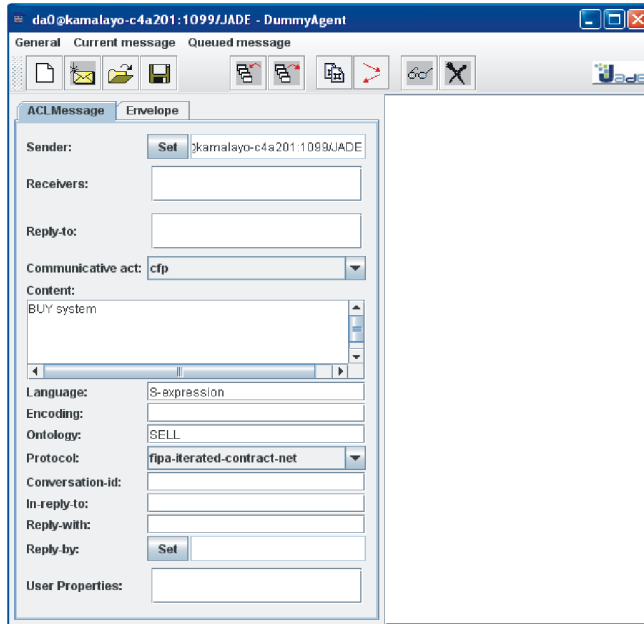 da0@kamalayo-c4a201:1099/JADE - DummyAgent
General Current message Queued message
Jade
ACLMessage Envelope
Sender: Set @kamalayo-c4a201:1099/JADE
Receivers:
Reply-to:
Communicative act: cfp
Content:
BUY system
Language: S-expression
Encoding:
Ontology: SELL
Protocol: fipa-iterated-contract-net
Conversation-id:
In-reply-to:
Reply-with:
Reply-by: Set
User Properties: